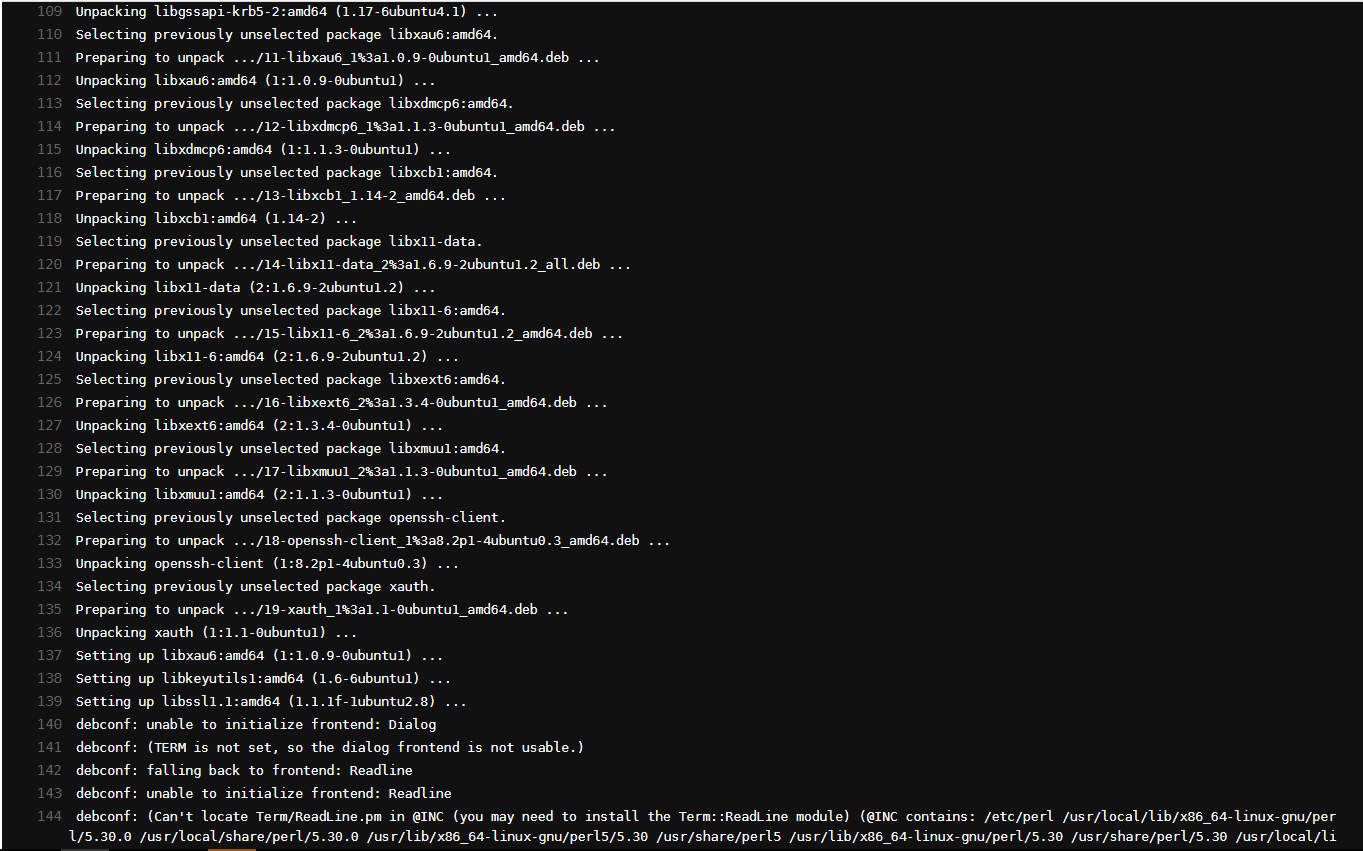 109 Unpacking libgssapi-krb5-2:amd64 (1.17-6ubuntu4.1) ...
110 Selecting previously unselected package libxau6:amd64.
111 Preparing to unpack .../11-libxau6_1%3a1.0.9-0ubuntu1_amd64.deb ...
112 Unpacking libxau6:amd64 (1:1.0.9-0ubuntu1) ...
113 Selecting previously unselected package libxdmcp6:amd64.
114 Preparing to unpack .../12-libxdmcp6_1%3a1.1.3-0ubuntu1_amd64.deb ...
115 Unpacking libxdmcp6:amd64 (1:1.1.3-0ubuntu1) ...
116 Selecting previously unselected package libxcb1:amd64.
117 Preparing to unpack .../13-libxcb1_1.14-2_amd64.deb ...
118 Unpacking libxcb1:amd64 (1.14-2) ...
119 Selecting previously unselected package libx11-data.
120 Preparing to unpack .../14-libx11-data_2%3a1.6.9-2ubuntu1.2_all.deb ...
121 Unpacking libx11-data (2:1.6.9-2ubuntu1.2) ...
122 Selecting previously unselected package libx11-6:amd64.
123 Preparing to unpack .../15-libx11-6_2%3a1.6.9-2ubuntu1.2_amd64.deb ...
124 Unpacking libx11-6:amd64 (2:1.6.9-2ubuntu1.2) ...
125 Selecting previously unselected package libxext6:amd64.
126 Preparing to unpack .../16-libxext6_2%3a1.3.4-0ubuntu1_amd64.deb ...
127 Unpacking libxext6:amd64 (2:1.3.4-0ubuntu1) ...
128 Selecting previously unselected package libxmuu1:amd64.
129 Preparing to unpack .../17-libxmuu1_2%3a1.1.3-0ubuntu1_amd64.deb ...
130 Unpacking libxmuu1:amd64 (2:1.1.3-0ubuntu1) ...
131 Selecting previously unselected package openssh-client.
132 Preparing to unpack .../18-openssh-client_1%3a8.2p1-4ubuntu0.3_amd64.deb ...
133 Unpacking openssh-client (1:8.2p1-4ubuntu0.3) ...
134 Selecting previously unselected package xauth.
135 Preparing to unpack .../19-xauth_1%3a1.1-0ubuntu1_amd64.deb ...
136 Unpacking xauth (1:1.1-0ubuntu1) ...
137 Setting up libxau6:amd64 (1:1.0.9-0ubuntu1) ...
138 Setting up libkeyutils1:amd64 (1.6-6ubuntu1) ...
139 Setting up libssl1.1:amd64 (1.1.1f-1ubuntu2.8) ...
140 debconf: unable to initialize frontend: Dialog
141 debconf: (TERM is not set, so the dialog frontend is not usable.)
142 debconf: falling back to frontend: Readline
143 debconf: unable to initialize frontend: Readline
144 debconf: (Can't locate Term/ReadLine.pm in @INC (you may need to install the Term::ReadLine module) (@INC contains: /etc/perl /usr/local/lib/x86_64-linux-gnu/per
l/5.30.0 /usr/local/share/perl/5.30.0 /usr/lib/x86_64-linux-gnu/perl5/5.30 /usr/share/perl5 /usr/lib/x86_64-linux-gnu/perl/5.30 /usr/share/perl/5.30 /usr/local/li